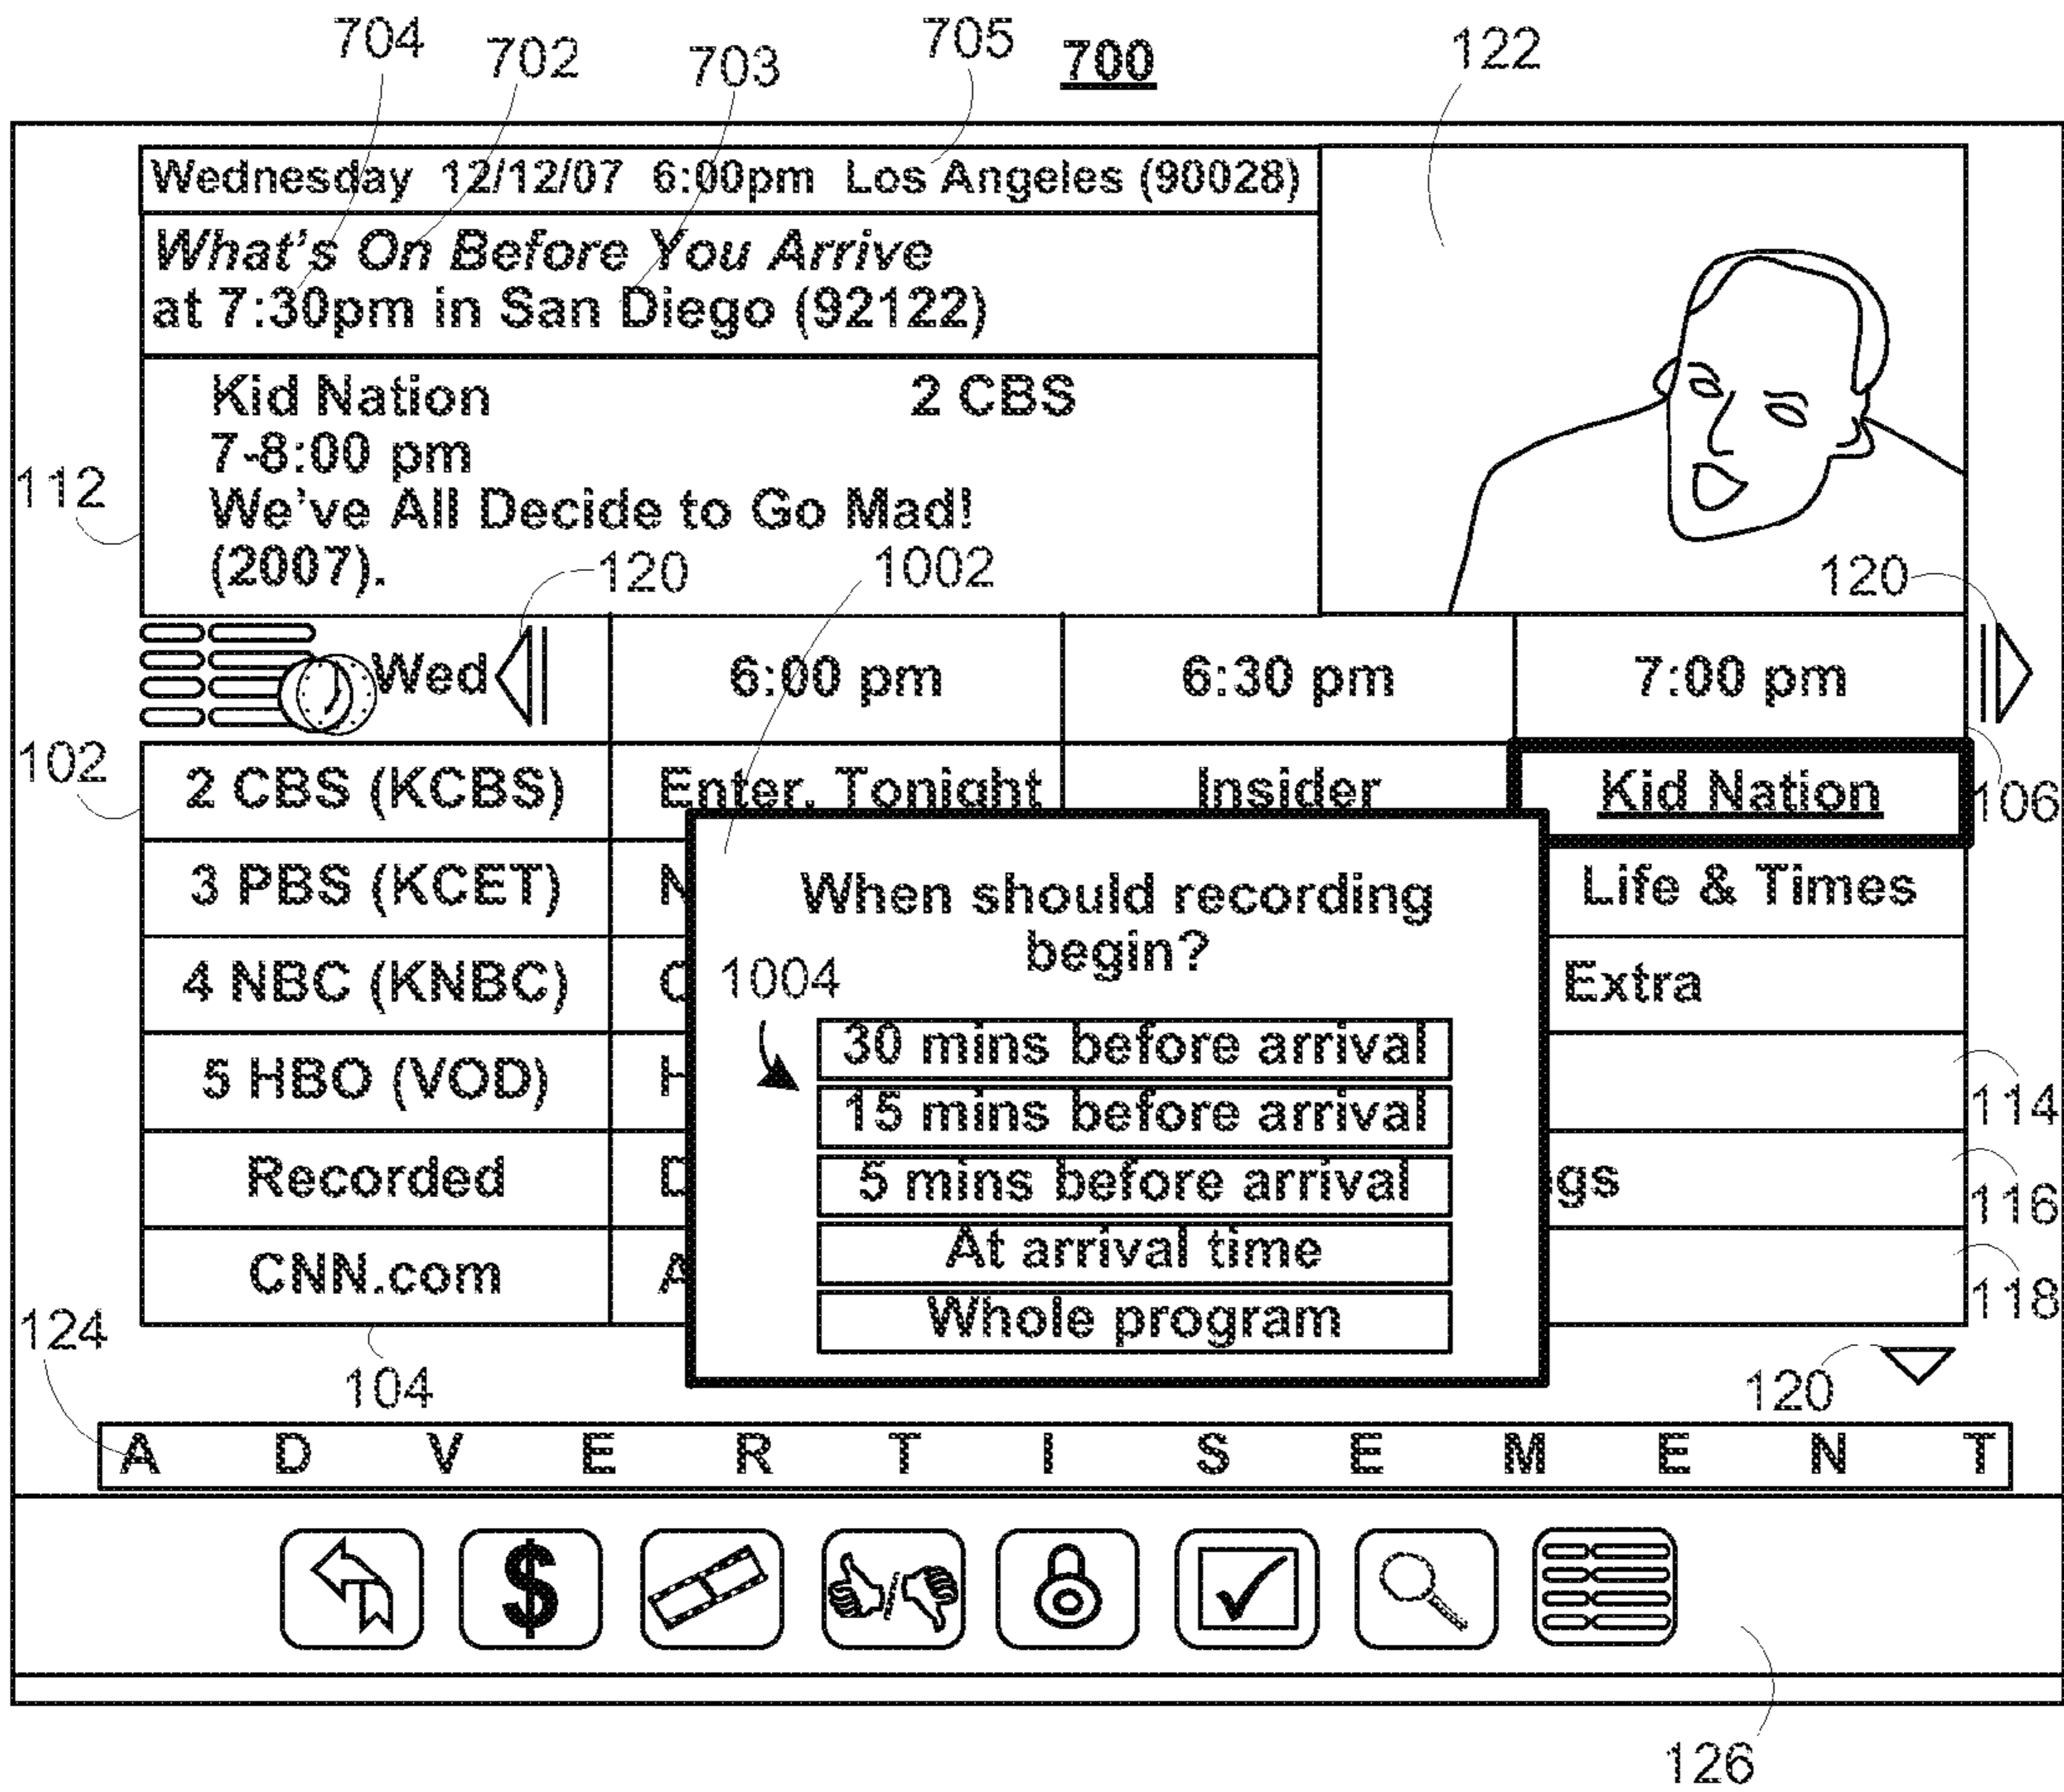 704 702 703 705 700 122
Wednesday 12/12/07 6:00pm Los Angeles (90028)
What's On Before You Arrive
at 7:30pm in San Diego (92122)
Kid Nation 2 CBS
7-8:00 pm
112
We've All Decide to Go Mad!
(2007).
120 1002 120
Wed 6:00 pm 6:30 pm 7:00 pm
102
2 CBS (KCBS) Enter. Tonight Insider Kid Nation
106
3 PBS (KCET) N Life & Times
When should recording
begin?
4 NBC (KNBC) Extra
1004
30 mins before arrival
5 HBO (VOD) H
114
15 mins before arrival
Recorded D gs
5 mins before arrival
116
At arrival time
CNN.com A
118
Whole program
124
104
120
A D V E R T I S E M E N T
$
126